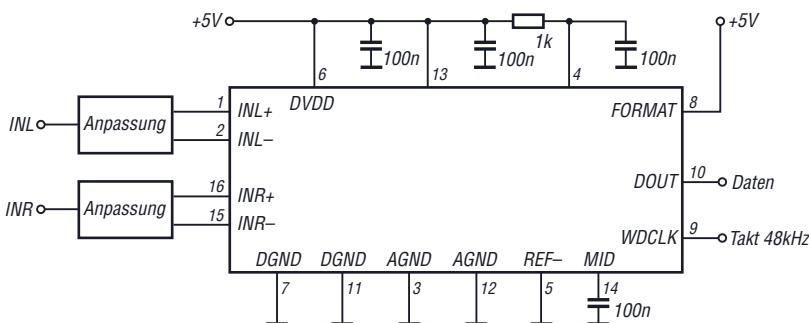 +5V
+5V
1k
100n
100n
100n
6
13
4
DVDD
1
INL+
FORMAT
8
INL
Anpassung
2
INL–
16
INR+
DOUT
10
Daten
INR
Anpassung
15
INR–
WDCLK
9
Takt 48kHz
DGND
DGND
AGND
AGND
REF–
MID
7
11
3
12
5
14
100n